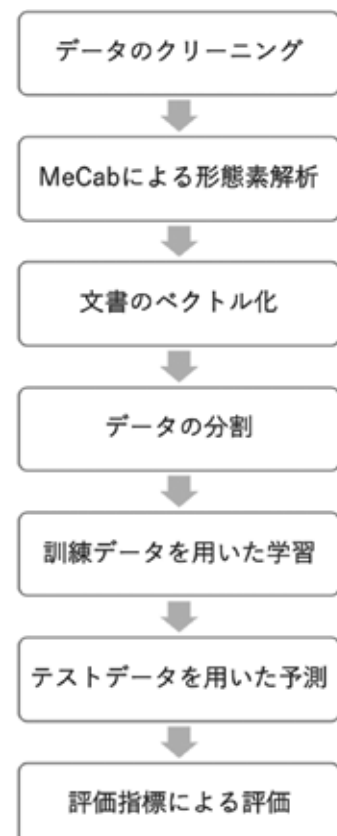 データのクリーニング
MeCabによる形態素解析
文書のベクトル化
データの分割
訓練データを用いた学習
テストデータを用いた予測
評価指標による評価